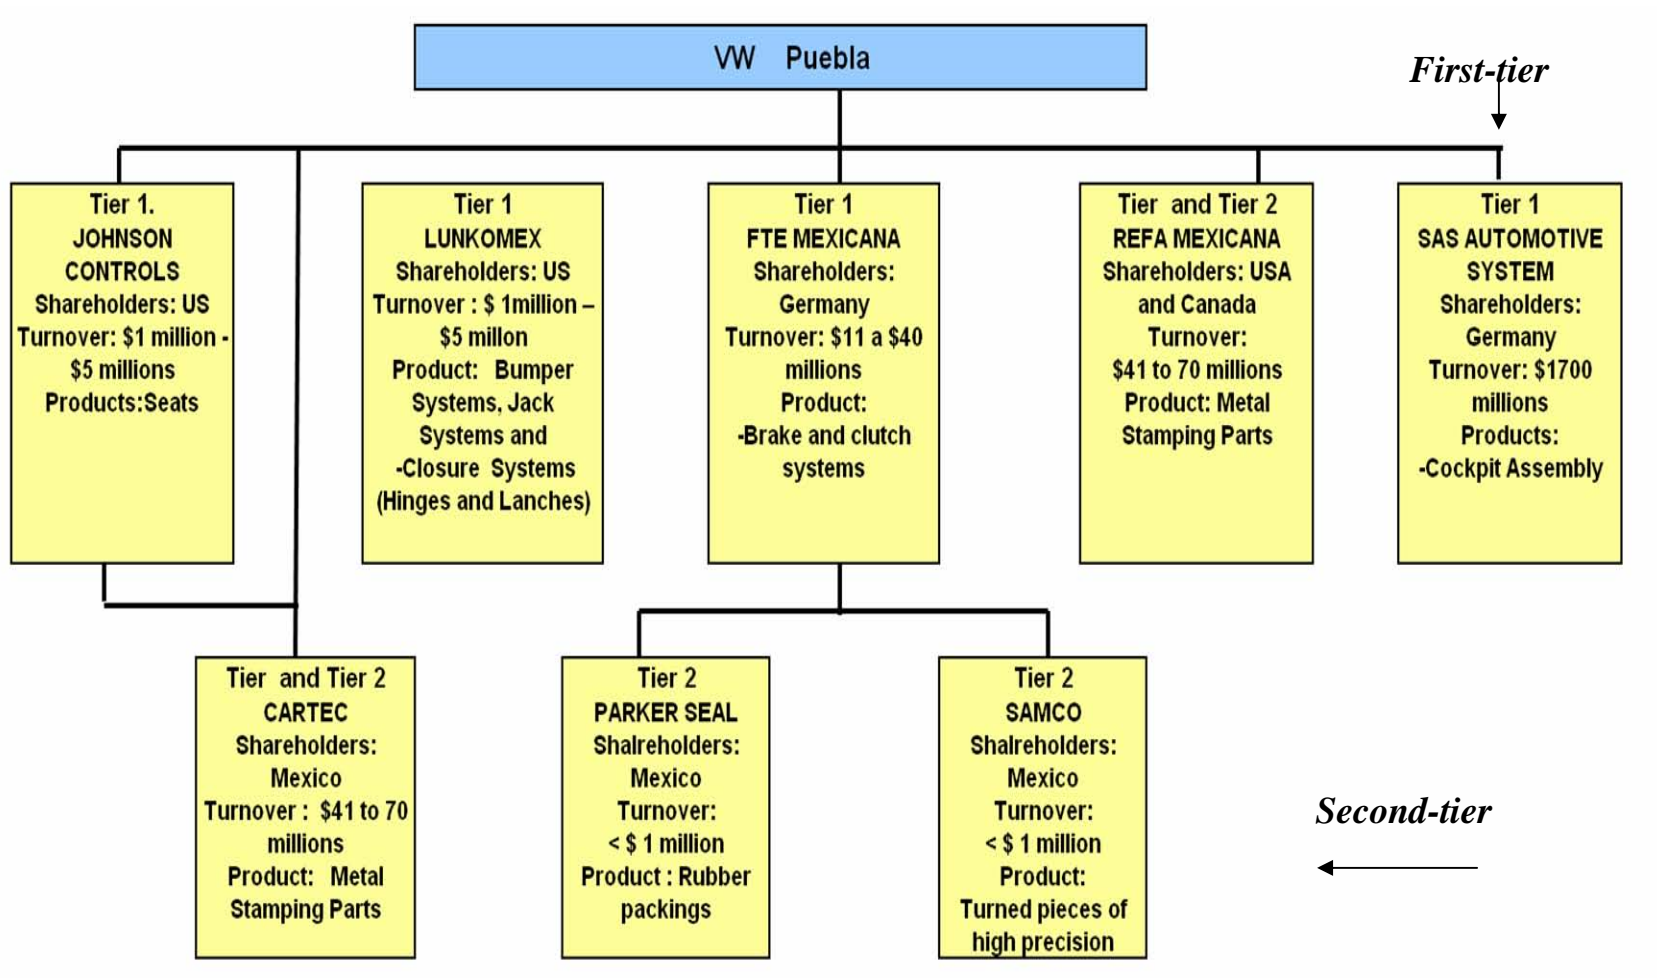 VW Puebla
First-tier
Tier 1.
JOHNSON
CONTROLS
Shareholders: US
Turnover: $1 million -
$5 millions
Products:Seats
Tier 1
LUNKOMEX
Shareholders: US
Turnover : $ 1million –
$5 millon
Product: Bumper
Systems, Jack
Systems and
-Closure Systems
(Hinges and Lanches)
Tier 1
FTE MEXICANA
Shareholders:
Germany
Turnover: $11 a $40
millions
Product:
-Brake and clutch
systems
Tier and Tier 2
REFA MEXICANA
Shareholders: USA
and Canada
Turnover:
$41 to 70 millions
Product: Metal
Stamping Parts
Tier 1
SAS AUTOMOTIVE
SYSTEM
Shareholders:
Germany
Turnover: $1700
millions
Products:
-Cockpit Assembly
Tier and Tier 2
CARTEC
Shareholders:
Mexico
Turnover : $41 to 70
millions
Product: Metal
Stamping Parts
Tier 2
PARKER SEAL
Shalreholders:
Mexico
Turnover:
< $ 1 million
Product : Rubber
packings
Tier 2
SAMCO
Shalreholders:
Mexico
Turnover:
< $ 1 million
Product:
Turned pieces of
high precision
Second-tier